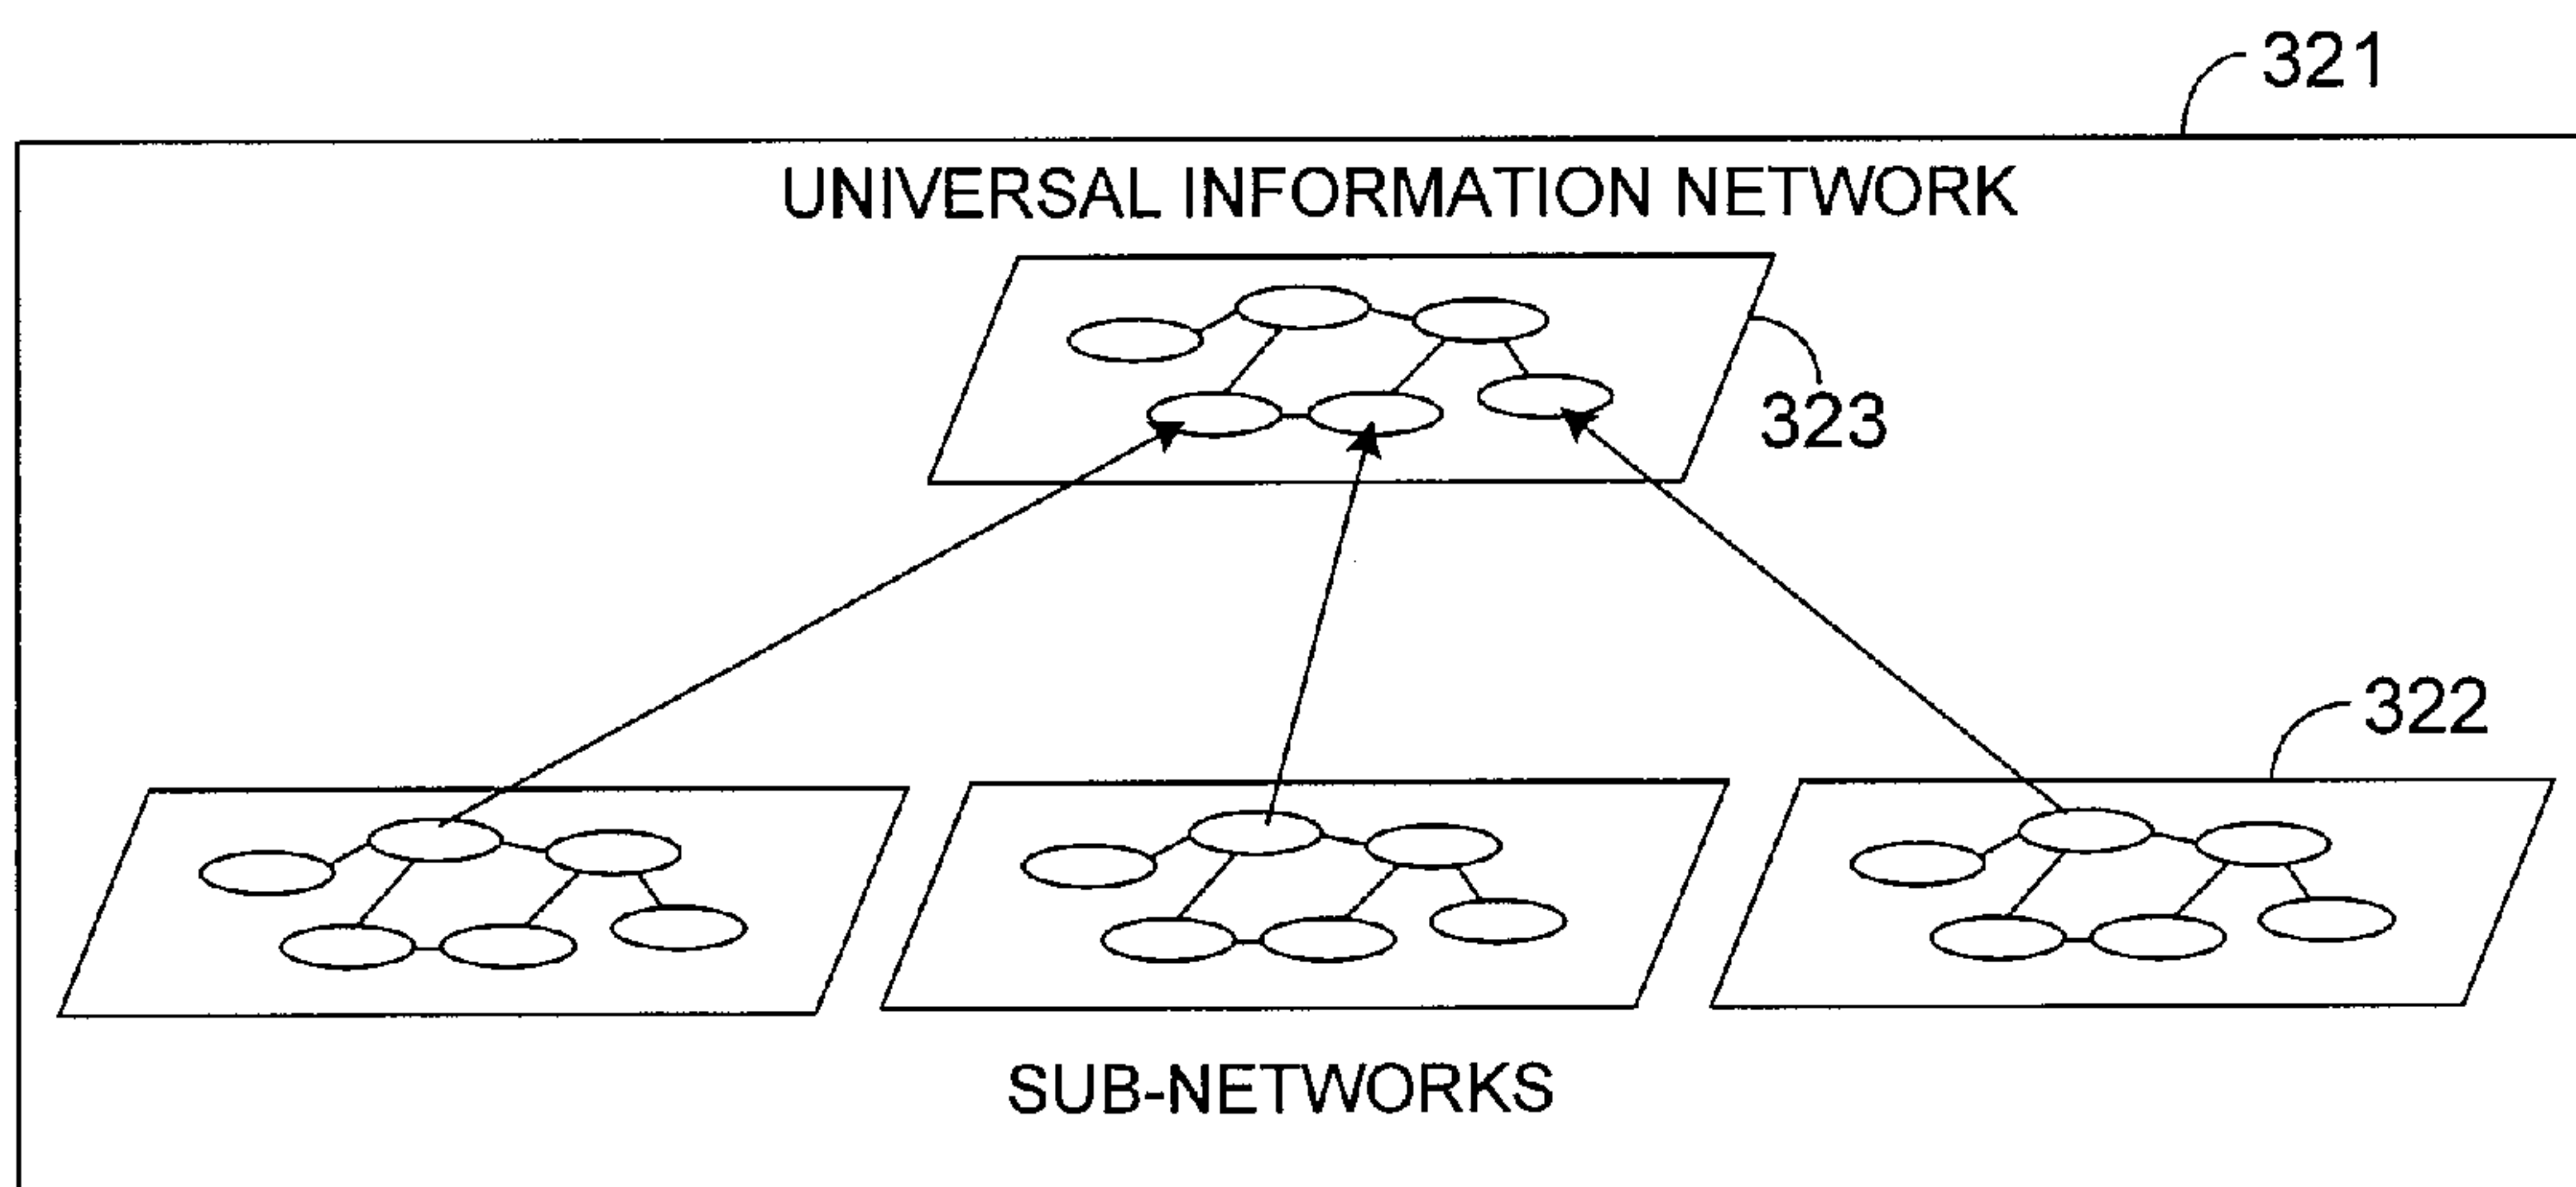 321
UNIVERSAL INFORMATION NETWORK
323
322
SUB-NETWORKS